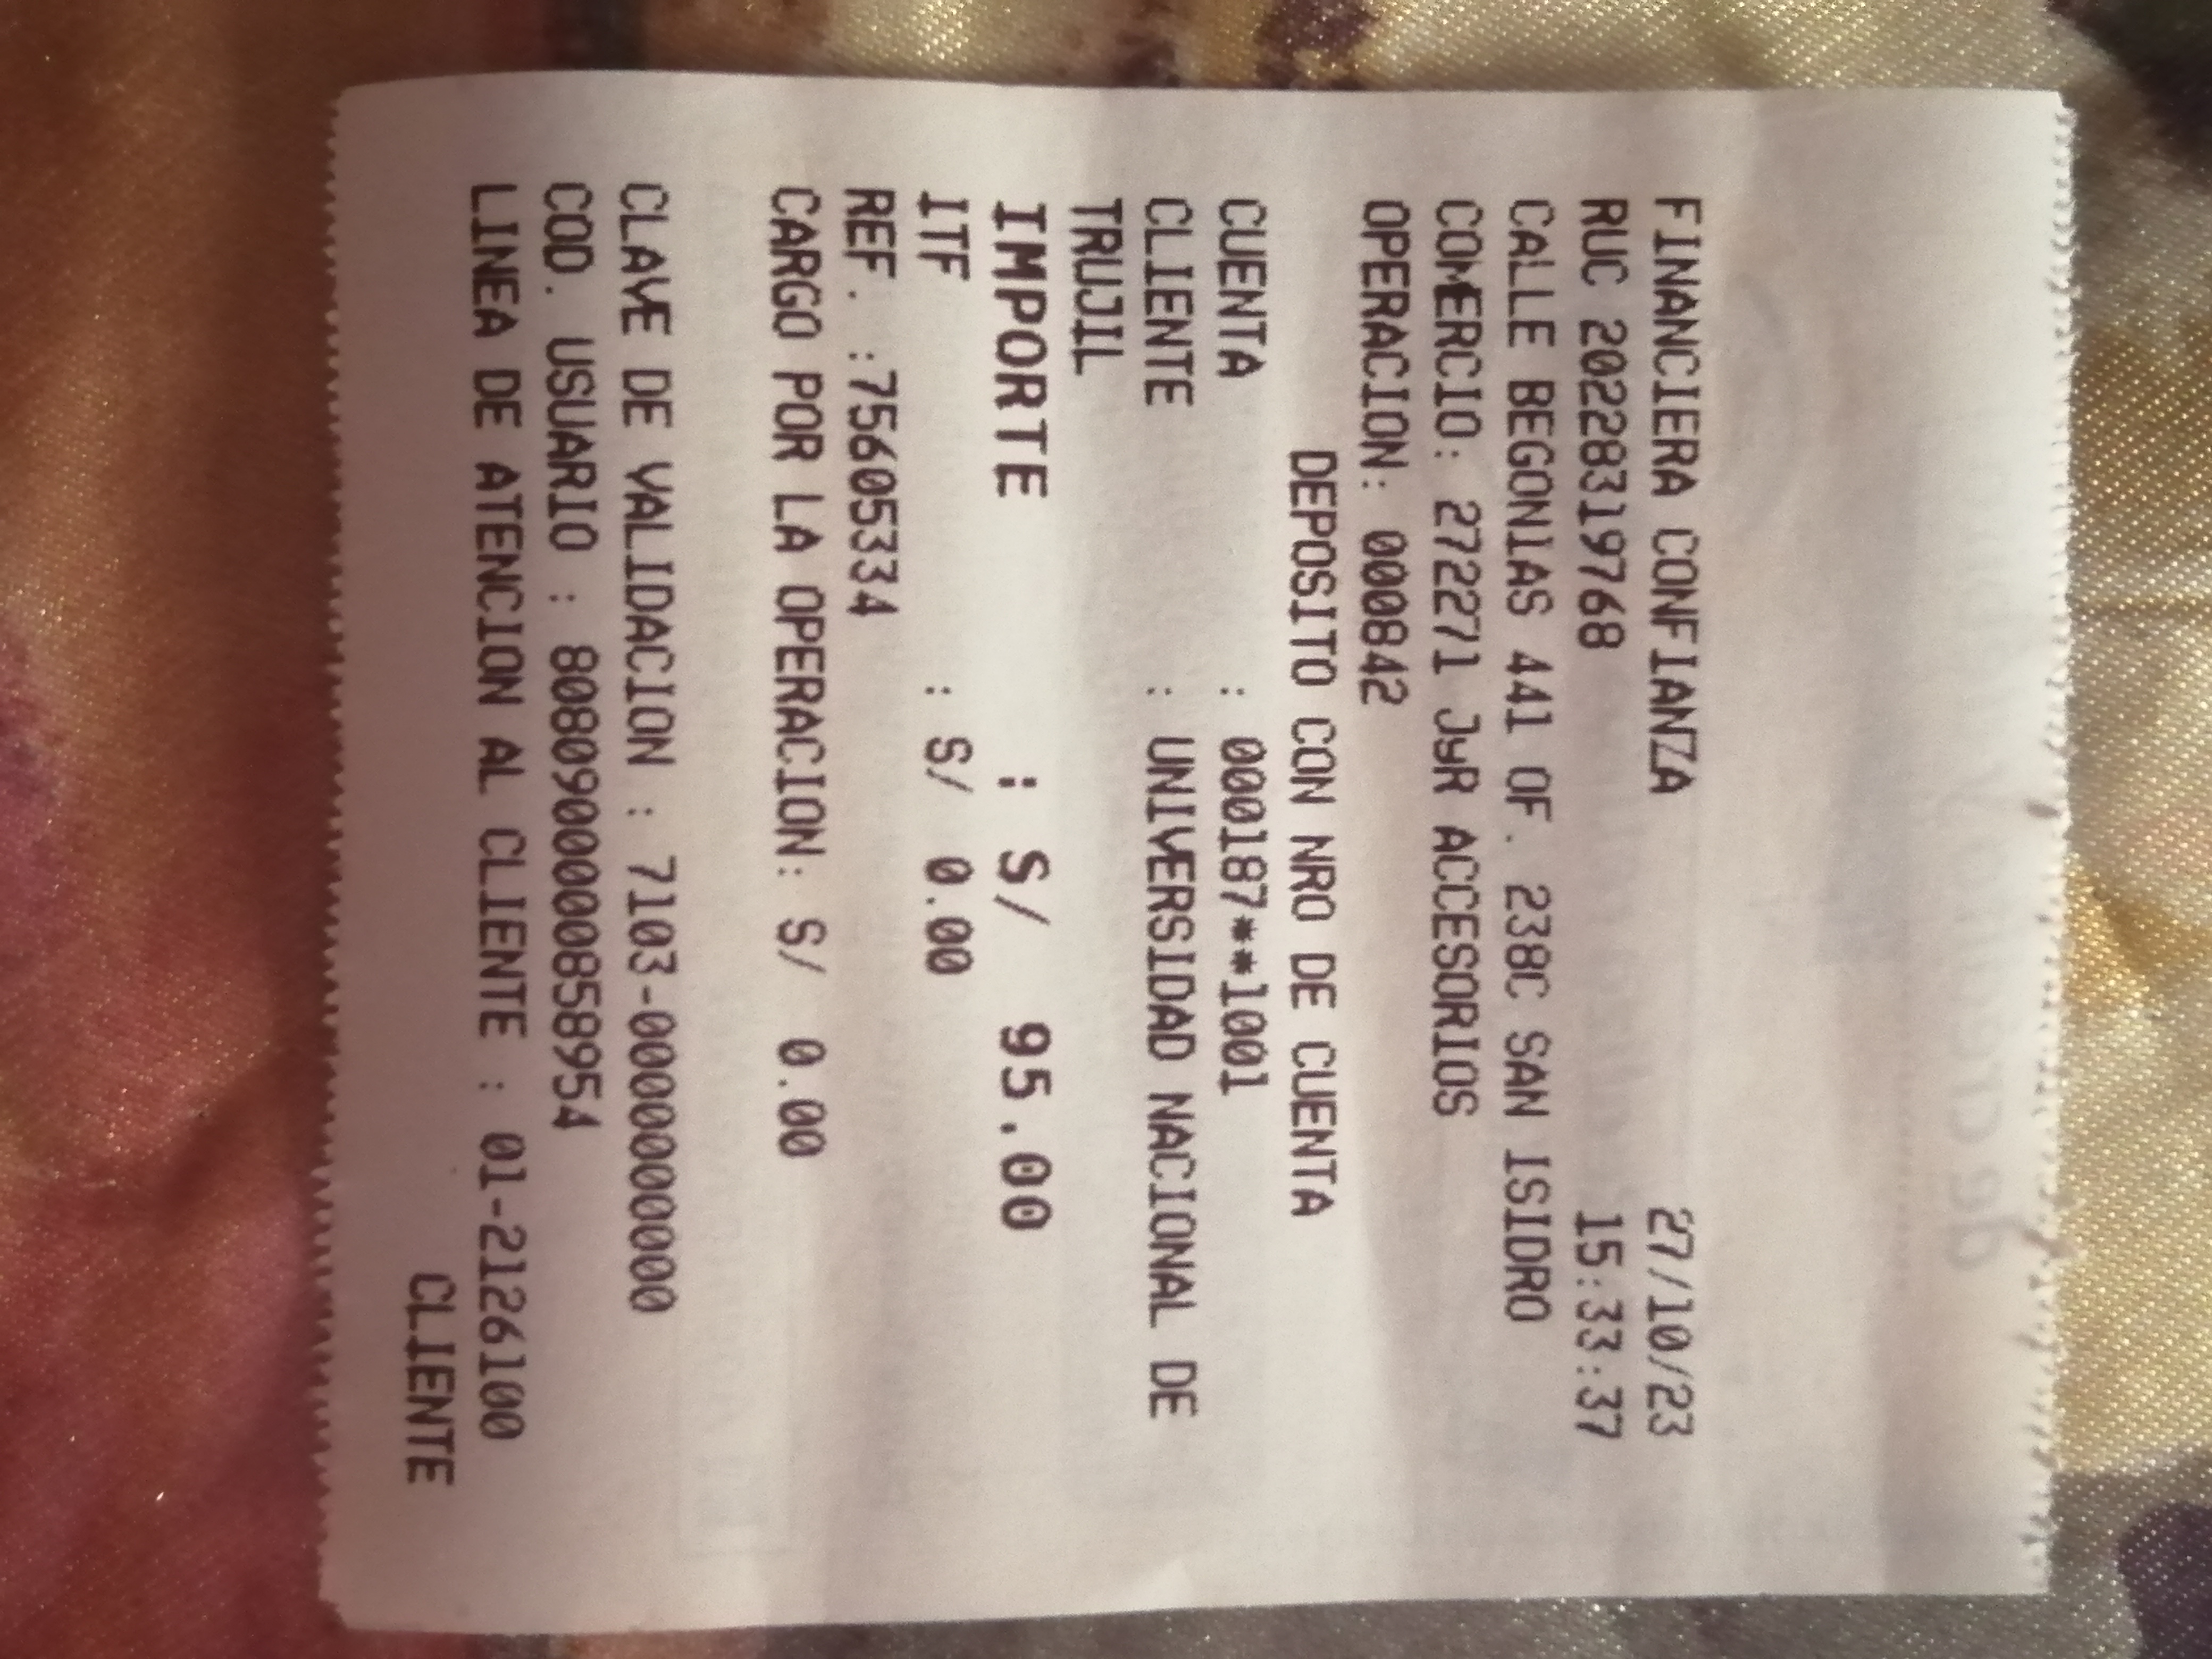 FINANCIERA CONFIANZA 27/10/23
RUC 20228319768 15:33:37
CALLE BEGONIAS 441 OF. 238C SAN ISIDRO
COMERCIO: 272271 JyR ACCESORIOS
OPERACION: 000842
DEPOSITO CON NRO DE CUENTA
CUENTA : 000187**1001
CLIENTE : UNIVERSIDAD NACIONAL DE
TRUJIL
IMPORTE : S/ 95.00
ITF : S/ 0.00
REF. :75605334
CARGO POR LA OPERACION: S/ 0.00
CLAVE DE VALIDACION : 7103-000000000000
COD. USUARIO : 8080900000858954
LINEA DE ATENCION AL CLIENTE : 01-2126100
CLIENTE